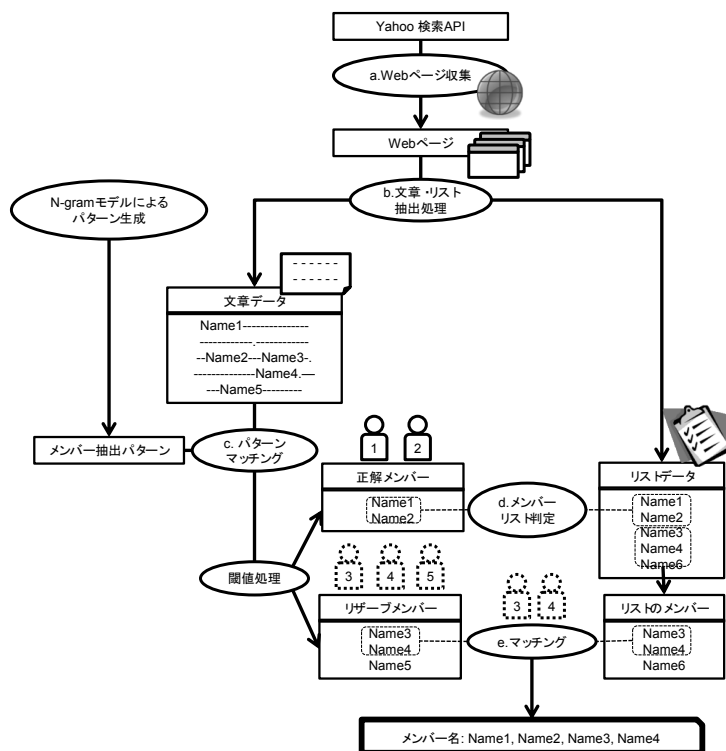 Yahoo 検索API
a.Webページ収集
Webページ
b.文章・リスト
抽出処理
N-gramモデルによる
パターン生成
- - - - - -
- - - - - -
文章データ
Name1---------------
------------.------------
--Name2---Name3-.
---------------Name4.—
---Name5---------
メンバー抽出パターン
c. パターン
マッチング
1
2
正解メンバー
Name1
Name2
d.メンバー
リスト判定
リストデータ
Name1
Name2
Name3
Name4
Name6
閾値処理
3
4
5
リザーブメンバー
Name3
Name4
Name5
3
4
e.マッチング
リストのメンバー
Name3
Name4
Name6
メンバー名: Name1, Name2, Name3, Name4